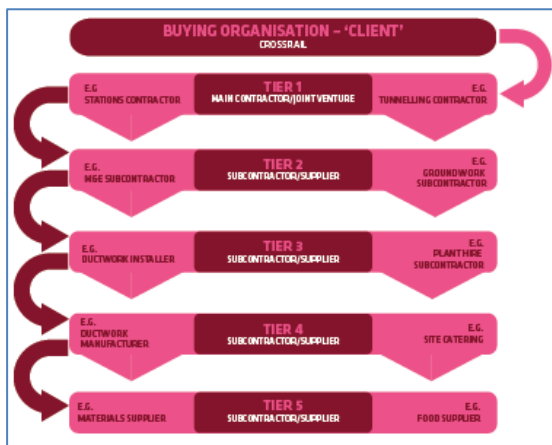 BUYING ORGANISATION – ‘CLIENT’
CROSSRAIL
E.G
STATIONS CONTRACTOR
TIER 1
MAIN CONTRACTOR/JOINT VENTURE
E.G.
TUNNELLING CONTRACTOR
E.G.
M&E SUBCONTRACTOR
TIER 2
SUBCONTRACTOR/SUPPLIER
E.G.
GROUNDWORK
SUBCONTRACTOR
E.G.
DUCTWORK INSTALLER
TIER 3
SUBCONTRACTOR/SUPPLIER
E.G.
PLANT HIRE
SUBCONTRACTOR
E.G.
DUCTWORK
MANUFACTURER
TIER 4
SUBCONTRACTOR/SUPPLIER
E.G.
SITE CATERING
E.G.
MATERIALS SUPPLIER
TIER 5
SUBCONTRACTOR/SUPPLIER
E.G.
FOOD SUPPLIER